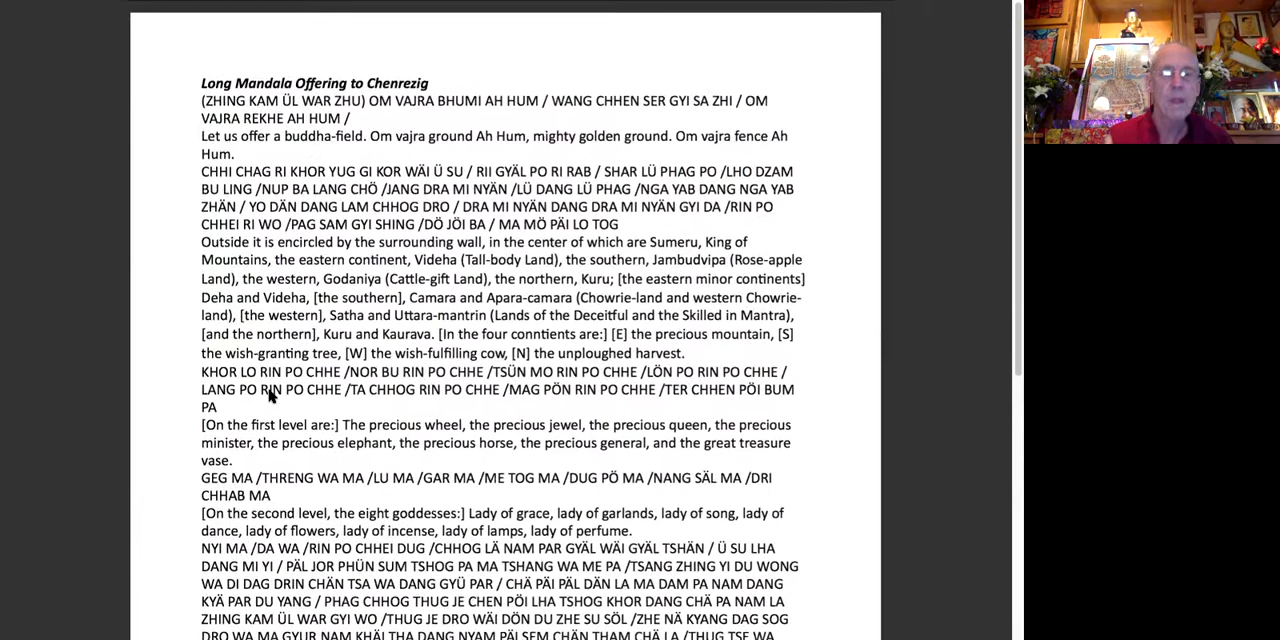 Long Mandala Offering to Chenrezig
(ZHING KAM ÜL WAR ZHU) OM VAJRA BHUMI AH HUM / WANG CHHEN SER GYI SA ZHI / OM
VAJRA REKHE AH HUM /
Let us offer a buddha-field. Om vajra ground Ah Hum, mighty golden ground. Om vajra fence Ah
Hum.
CHHI CHAG RI KHOR YUG GI KOR WÄI Ü SU / RII GYÄL PO RI RAB / SHAR LÜ PHAG PO /LHO DZAM
BU LING /NUP BA LANG CHÖ /JANG DRA MI NYÄN /LÜ DANG LÜ PHAG /NGA YAB DANG NGA YAB
ZHÄN / YO DÄN DANG LAM CHHOG DRO / DRA MI NYÄN DANG DRA MI NYÄN GYI DA /RIN PO
CHHEI RI WO /PAG SAM GYI SHING /DÖ JÖI BA / MA MÖ PÄI LO TOG
Outside it is encircled by the surrounding wall, in the center of which are Sumeru, King of
Mountains, the eastern continent, Videha (Tall-body Land), the southern, Jambudvipa (Rose-apple
Land), the western, Godaniya (Cattle-gift Land), the northern, Kuru; [the eastern minor continents]
Deha and Videha, [the southern], Camara and Apara-camara (Chowrie-land and western Chowrie-
land), [the western], Satha and Uttara-mantrin (Lands of the Deceitful and the Skilled in Mantra),
[and the northern], Kuru and Kaurava. [In the four conntients are:] [E] the precious mountain, [S]
the wish-granting tree, [W] the wish-fulfilling cow, [N] the unploughed harvest.
KHOR LO RIN PO CHHE /NOR BU RIN PO CHHE /TSÜN MO RIN PO CHHE /LÖN PO RIN PO CHHE /
LANG PO RIN PO CHHE /TA CHHOG RIN PO CHHE /MAG PÖN RIN PO CHHE /TER CHHEN PÖI BUM
PA
[On the first level are:] The precious wheel, the precious jewel, the precious queen, the precious
minister, the precious elephant, the precious horse, the precious general, and the great treasure
vase.
GEG MA /THRENG WA MA /LU MA /GAR MA /ME TOG MA /DUG PÖ MA /NANG SÄL MA /DRI
CHHAB MA
[On the second level, the eight goddesses:] Lady of grace, lady of garlands, lady of song, lady of
dance, lady of flowers, lady of incense, lady of lamps, lady of perfume.
NYI MA /DA WA /RIN PO CHHEI DUG /CHHOG LÄ NAM PAR GYÄL WÄI GYÄL TSHÄN / Ü SU LHA
DANG MI YI / PÄL JOR PHÜN SUM TSHOG PA MA TSHANG WA ME PA /TSANG ZHING YI DU WONG
WA DI DAG DRIN CHÄN TSA WA DANG GYÜ PAR / CHÄ PÄI PÄL DÄN LA MA DAM PA NAM DANG
KYÄ PAR DU YANG / PHAG CHHOG THUG JE CHEN PÖI LHA TSHOG KHOR DANG CHÄ PA NAM LA
ZHING KAM ÜL WAR GYI WO /THUG JE DRO WÄI DÖN DU ZHE SU SÖL /ZHE NÄ KYANG DAG SOG
DRO WA MA GYUR NAM KHÄI THA DANG NYAM PÄI SEM CHÄN THAM CHÄ LA /THUG TSE WA